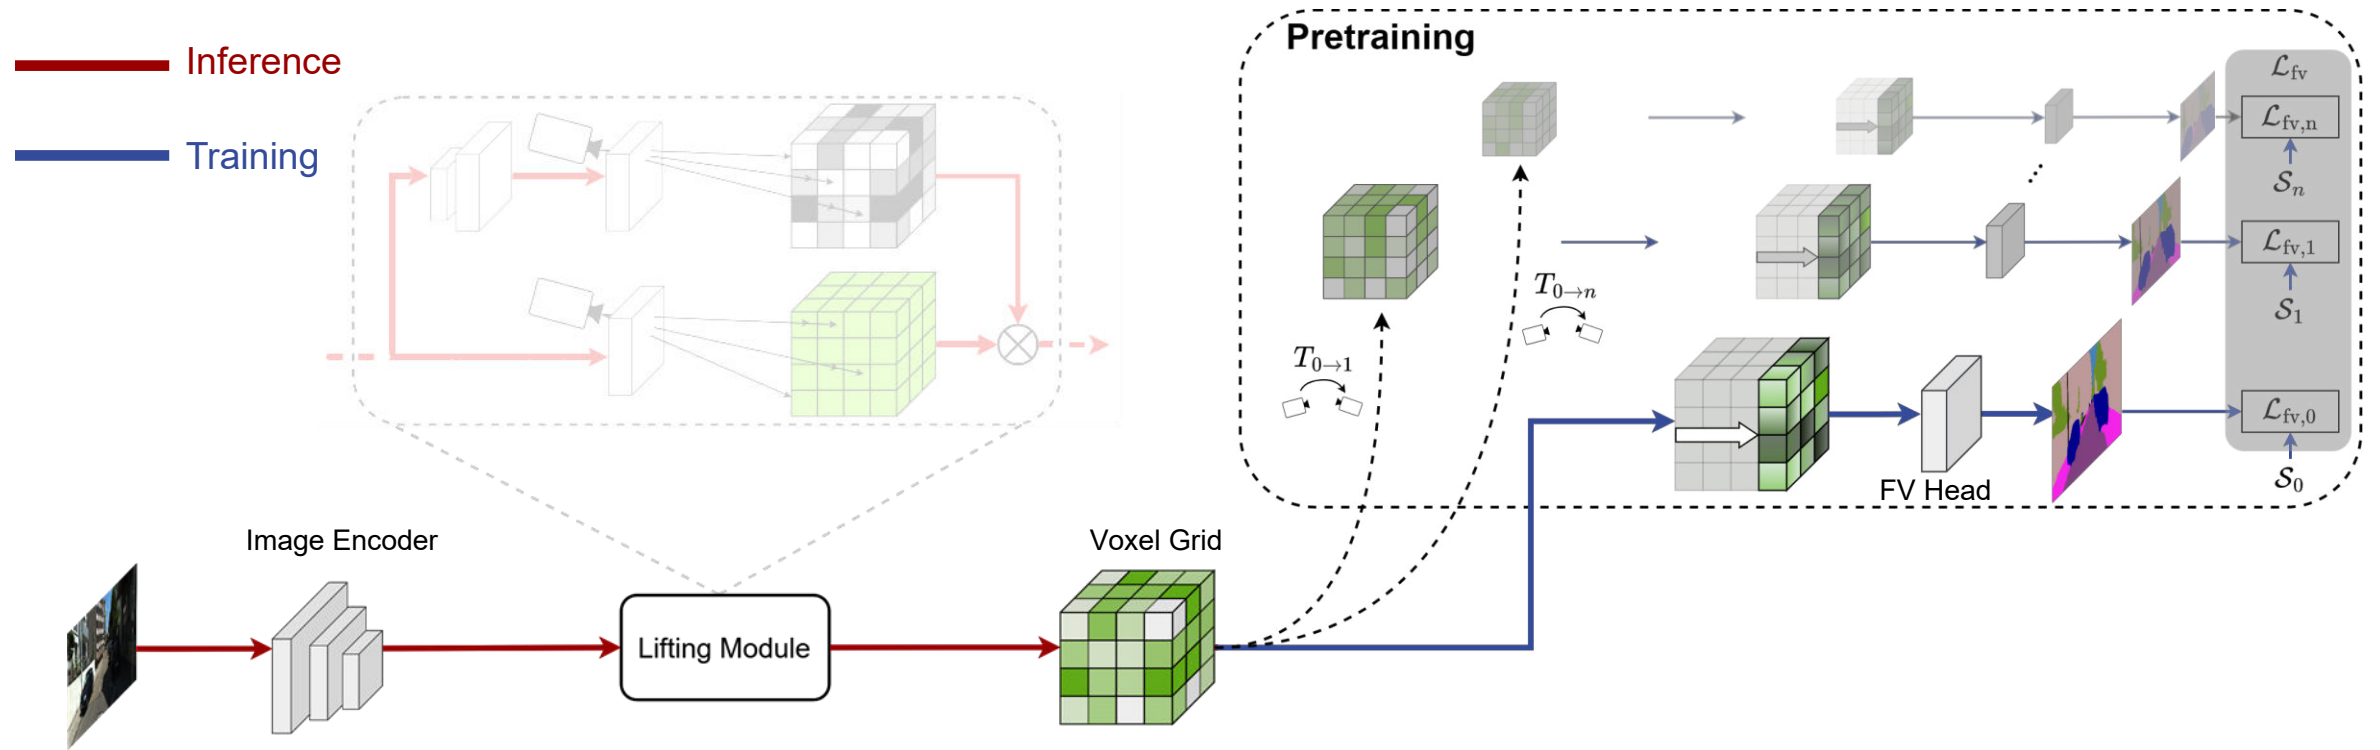 Inference
Training
Pretraining
ℒfv
ℒfv,n
𝒮n
ℒfv,1
𝒮1
T0→n
T0→1
ℒfv,0
𝒮0
FV Head
Image Encoder
Voxel Grid
Lifting Module